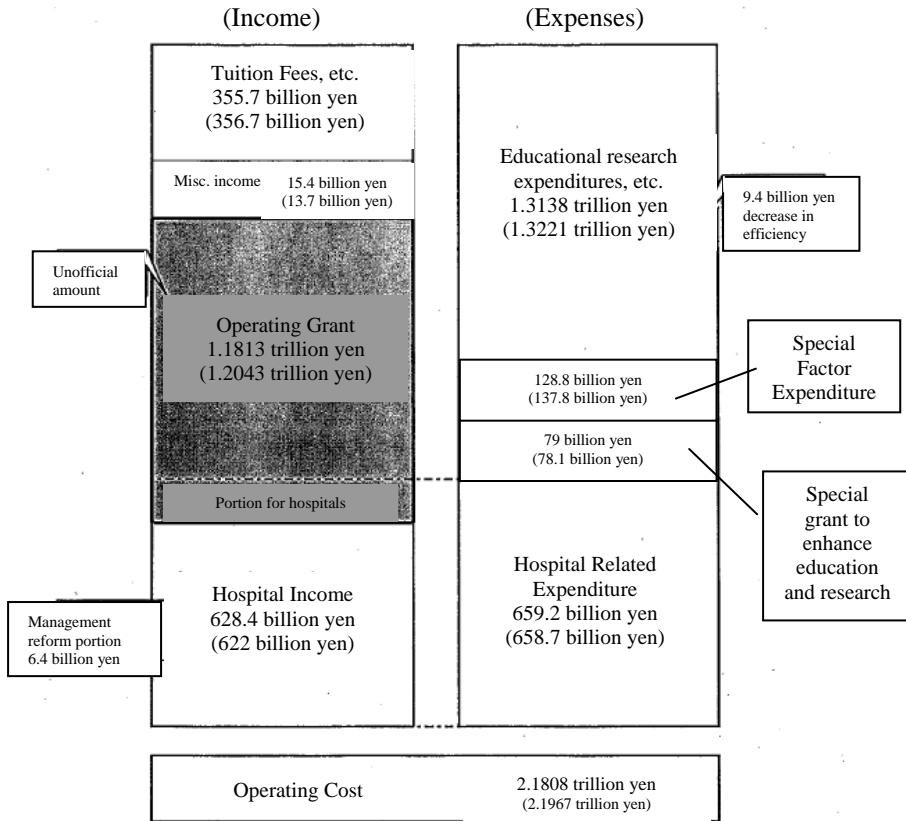 (Income)
(Expenses)
Tuition Fees, etc.
355.7 billion yen
(356.7 billion yen)
Misc. income
15.4 billion yen
(13.7 billion yen)
Unofficial
amount
Operating Grant
1.1813 trillion yen
(1.2043 trillion yen)
Portion for hospitals
Hospital Income
628.4 billion yen
(622 billion yen)
Management
reform portion
6.4 billion yen
Educational research
expenditures, etc.
1.3138 trillion yen
(1.3221 trillion yen)
9.4 billion yen
decrease in
efficiency
128.8 billion yen
(137.8 billion yen)
Special
Factor
Expenditure
79 billion yen
(78.1 billion yen)
Special
grant to
enhance
education
and research
Hospital Related
Expenditure
659.2 billion yen
(658.7 billion yen)
Operating Cost
2.1808 trillion yen
(2.1967 trillion yen)